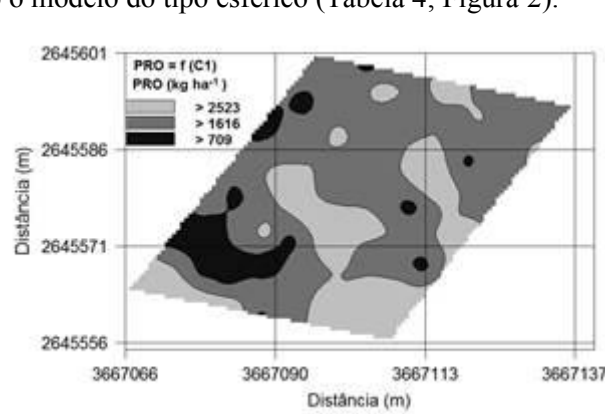 o modelo do tipo esférico (Tabela 4, Figura 2).
PRO = f (C1)
PRO (kg ha⁻¹)
> 2523
> 1616
> 709
2645601
2645586
2645571
2645556
Distância (m)
3667066 3667090 3667113 3667137
Distância (m)